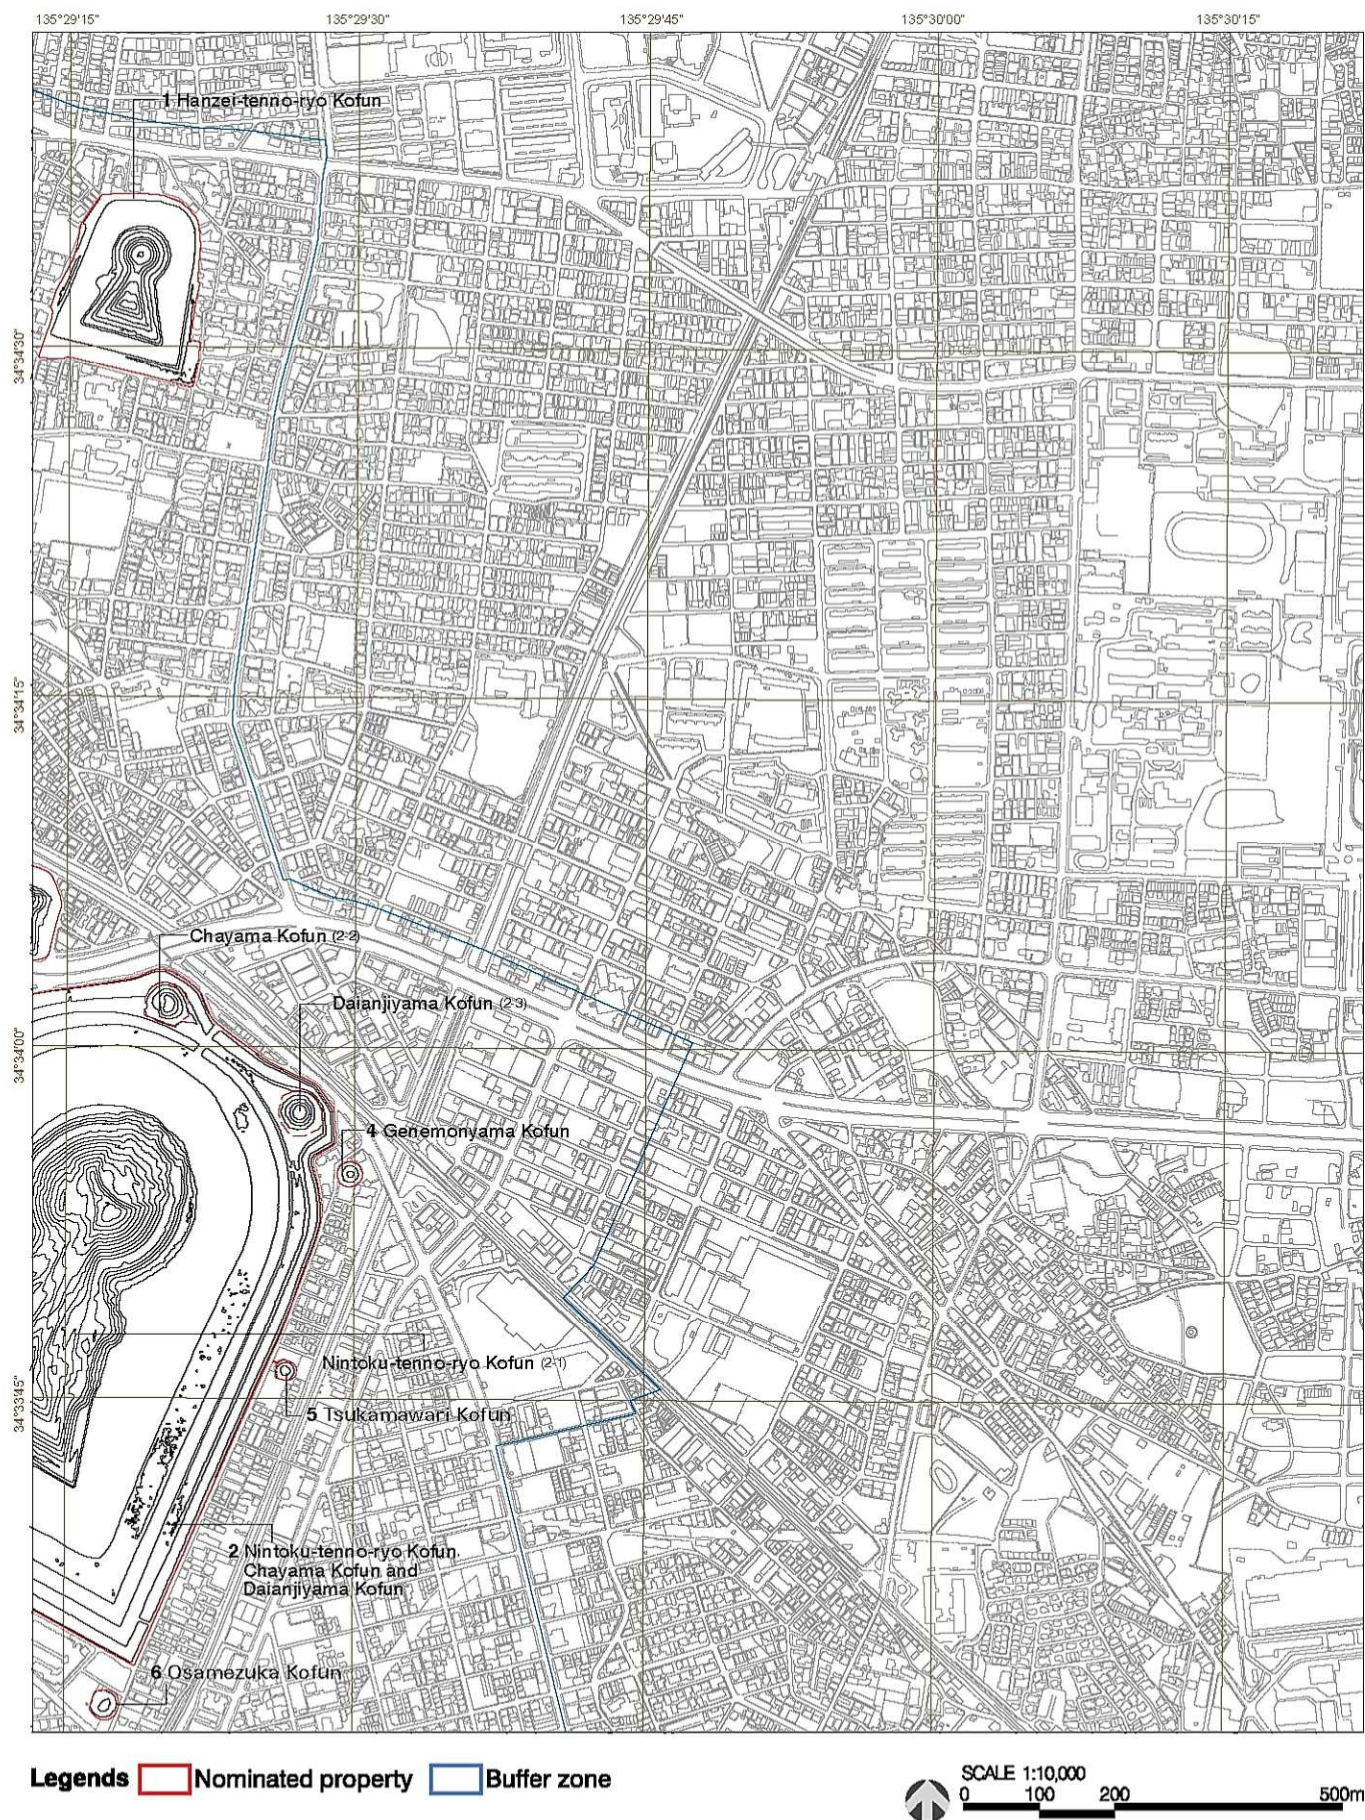 135°29'15" 135°29'30" 135°29'45" 135°30'00" 135°30'15"
1 Hanzei-tenno-ryo Kofun
34°34'30"
34°34'15"
Chayama Kofun (2-2)
Daianjiyama Kofun (2-3)
34°34'00"
4 Genemonyama Kofun
Nintoku-tenno-ryo Kofun (2-1)
34°33'45"
5 Tsukamawari Kofun
2 Nintoku-tenno-ryo Kofun,
Chayama Kofun and
Daianjiyama Kofun
6 Osamezuka Kofun
Legends Nominated property Buffer zone
SCALE 1:10,000
0 100 200 500m